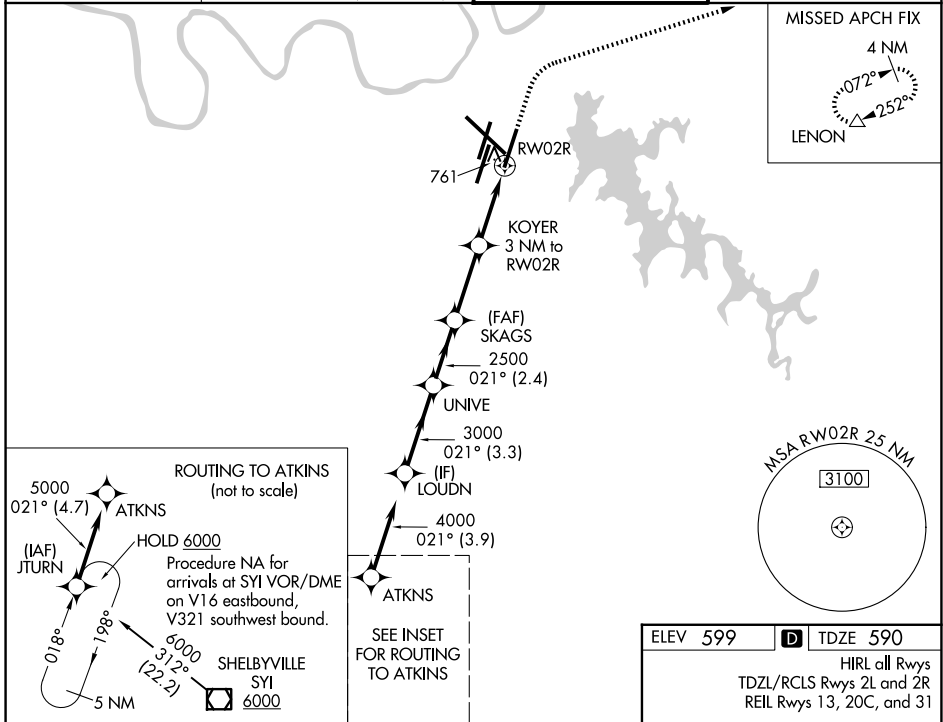 MISSED APCH FIX
4 NM
072°
252°
LENON
RW02R
761
KOYER
3 NM to
RW02R
(FAF)
SKAGS
2500
021° (2.4)
UNIVE
3000
021° (3.3)
(IF)
LOUDN
4000
021° (3.9)
ATKNS
SEE INSET
FOR ROUTING
TO ATKINS
ROUTING TO ATKINS
(not to scale)
5000
021° (4.7)
ATKNS
(IAF)
JTURN
HOLD 6000
Procedure NA for
arrivals at SYI VOR/DME
on V16 eastbound,
V321 southwest bound.
018°
198°
6000
312°
(22.2)
SHELBYVILLE
SYI
6000
5 NM
MSA RW02R 25 NM
3100
ELEV 599 D TDZE 590
HIRL all Rwys
TDZL/RCLS Rwys 2L and 2R
REIL Rwys 13, 20C, and 31